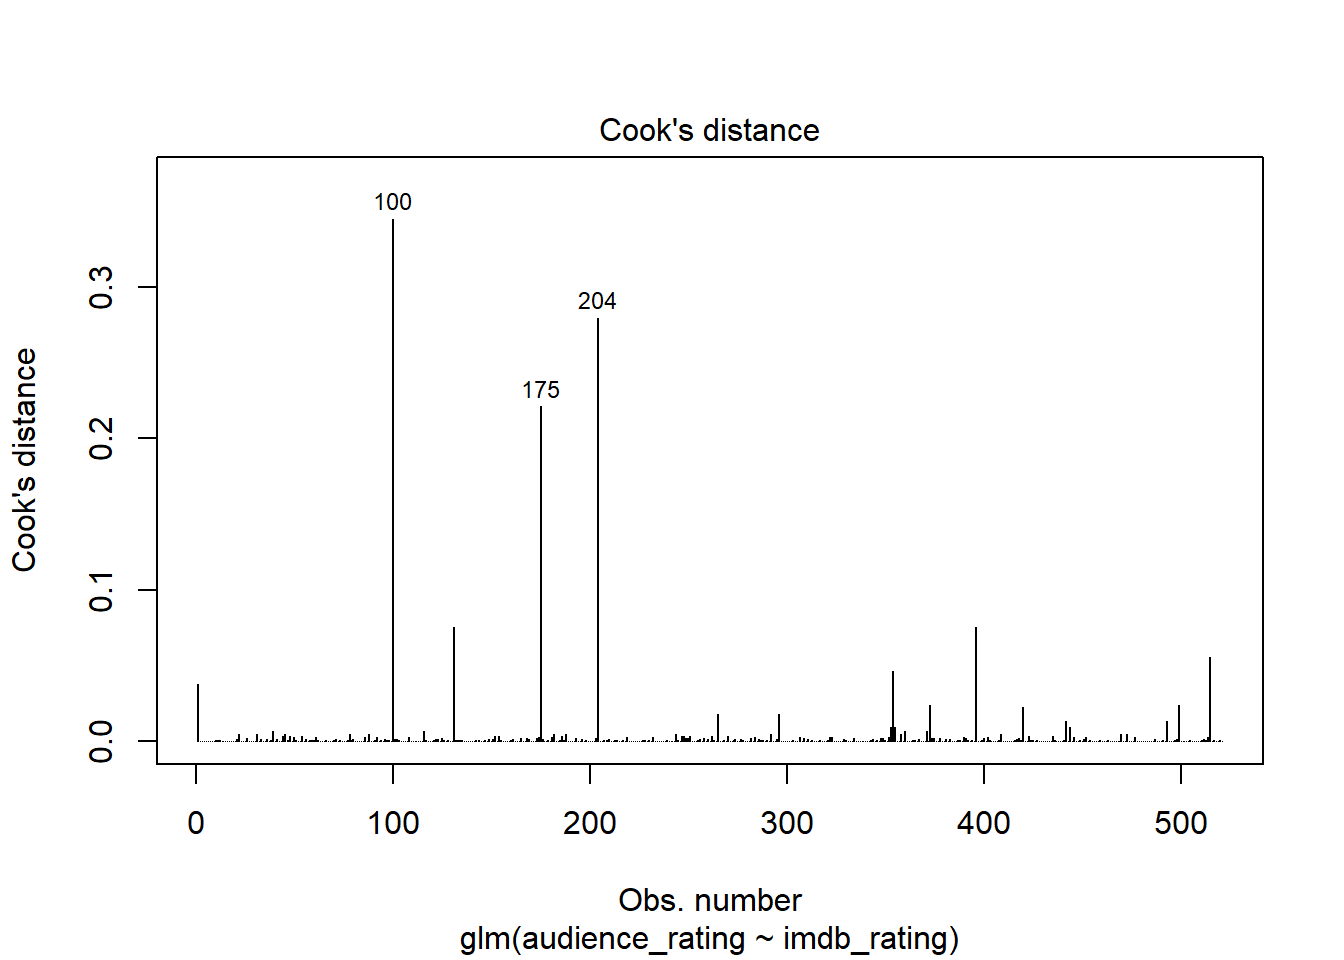 Cook's distance
100
204
175
Cook's distance
0.3
0.2
0.1
0.0
0 100 200 300 400 500
Obs. number
glm(audience_rating ~ imdb_rating)